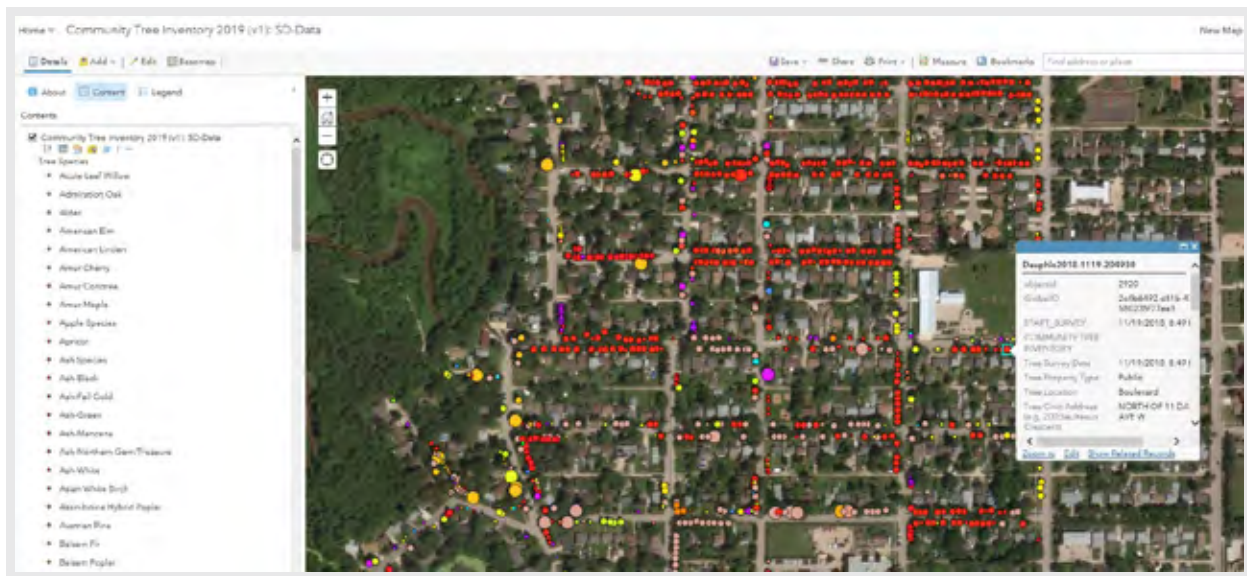 Home Community Tree Inventory 2019 (v1): SD-Data
New Map
Details Add Edit Basemap
Save Share Print Measure Bookmarks Find address or place
About Content Legend
Contents
Community Tree Inventory 2019 (v1): SD-Data
Tree Species
Acute Leaf Willow
Admiration Oak
Alder
American Elm
American Linden
Amur Cherry
Amur Corktree
Amur Maple
Apple Species
Apricot
Ash Species
Ash-Black
Ash-Fall Gold
Ash-Green
Ash-Mancana
Ash-Northern Gem/Treasure
Ash-White
Asian White Birch
Assiniboine Hybrid Poplar
Austrian Pine
Balsam Fir
Balsam Poplar
objectid 2920
GlobalID
START_SURVEY 11/19/2018, 8:49
COMMUNITY TREE
INVENTORY
Tree Survey Date 11/19/2018, 8:49
Tree Property Type Public
Tree Location Boulevard
Tree Civic Address NORTH OF 11 DA
AVE W
Zoom to Edit Show Related Records